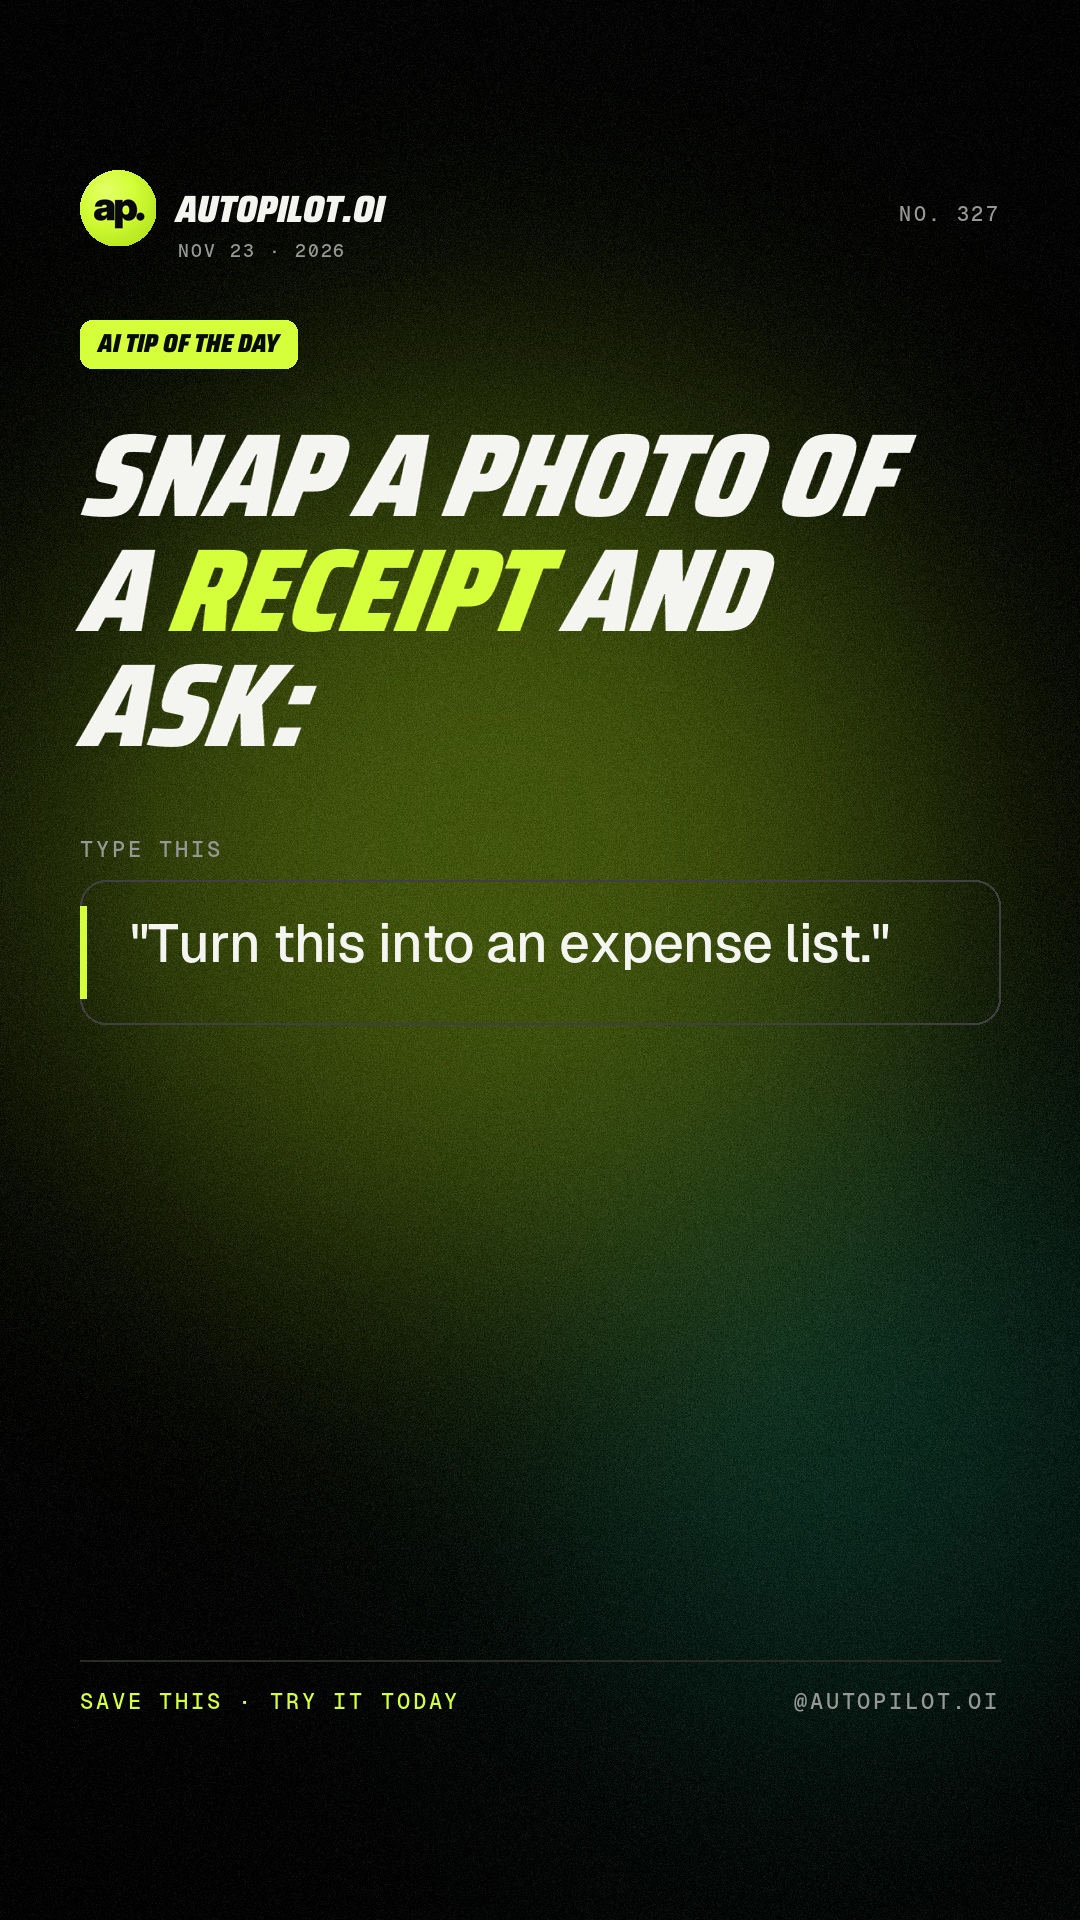 ap.
AUTOPILOT.OI
NO. 327
NOV 23 · 2026
AI TIP OF THE DAY
SNAP A PHOTO OF
A RECEIPT AND
ASK:
TYPE THIS
"Turn this into an expense list."
SAVE THIS · TRY IT TODAY
@AUTOPILOT.OI